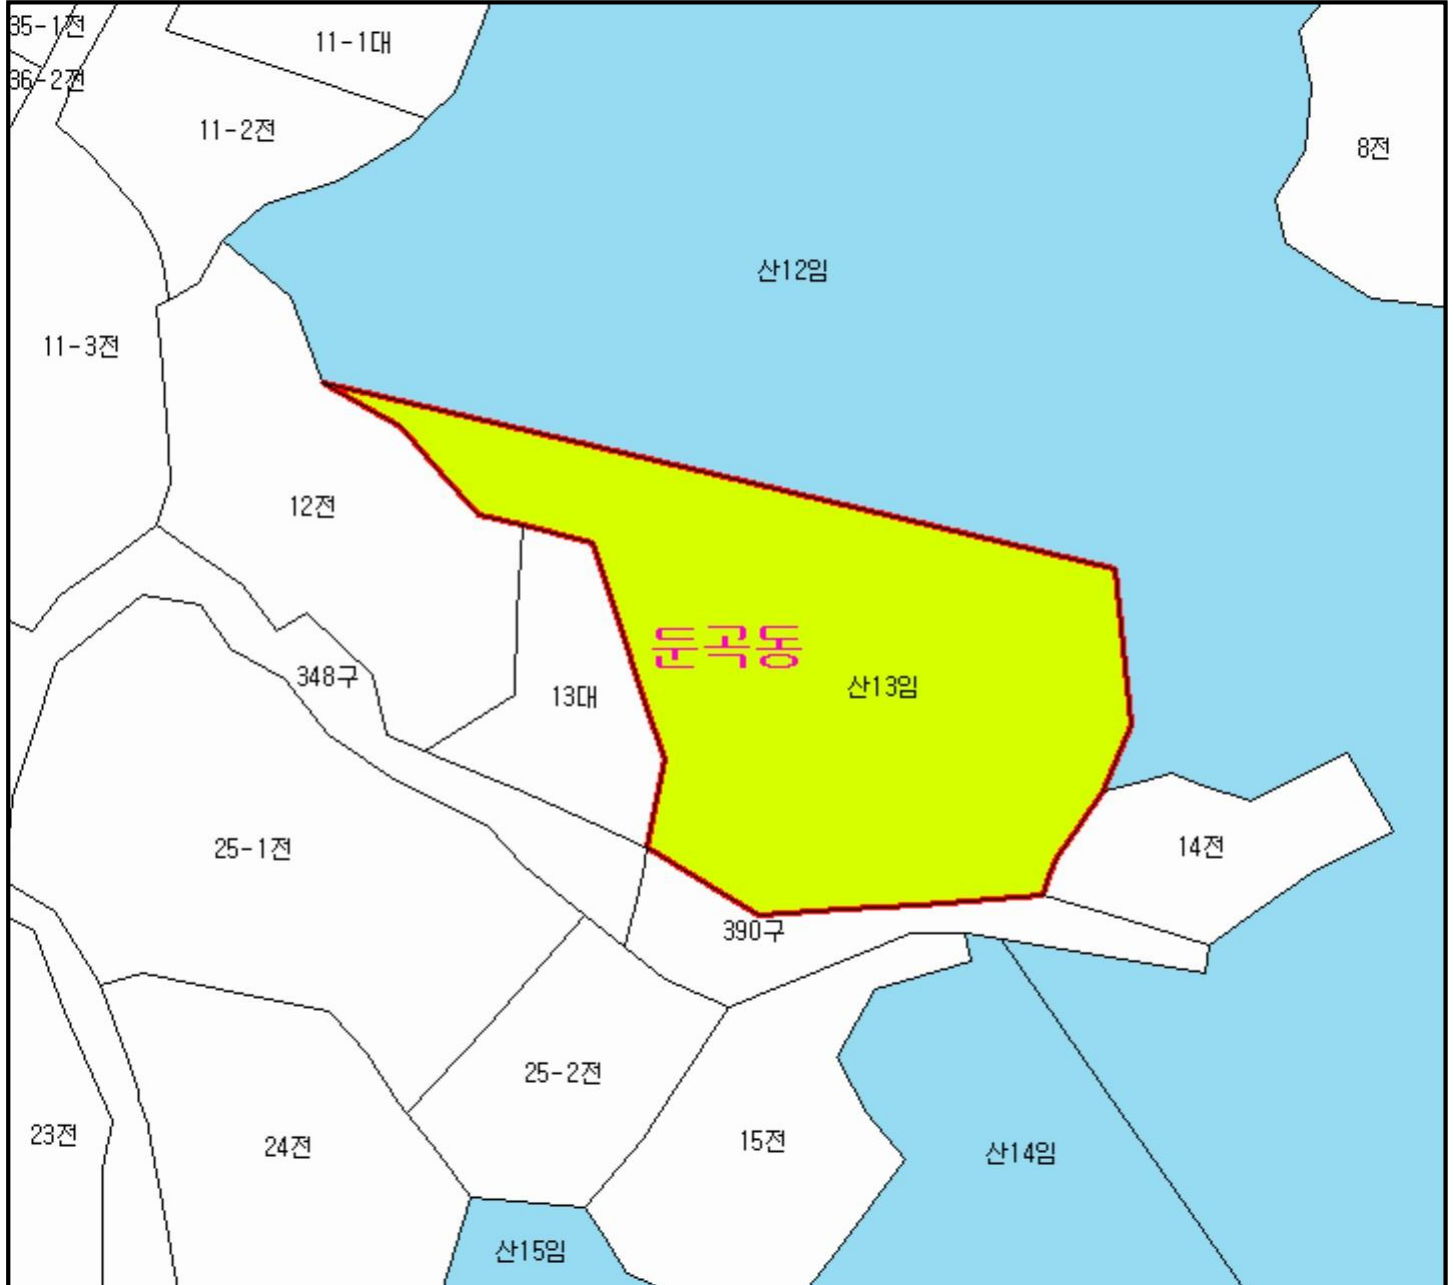 35-1전
11-1대
36-2전
11-2전
8전
산12임
11-3전
12전
둔곡동
348구
13대
산13임
25-1전
14전
390구
25-2전
23전
24전
15전
산14임
산15임